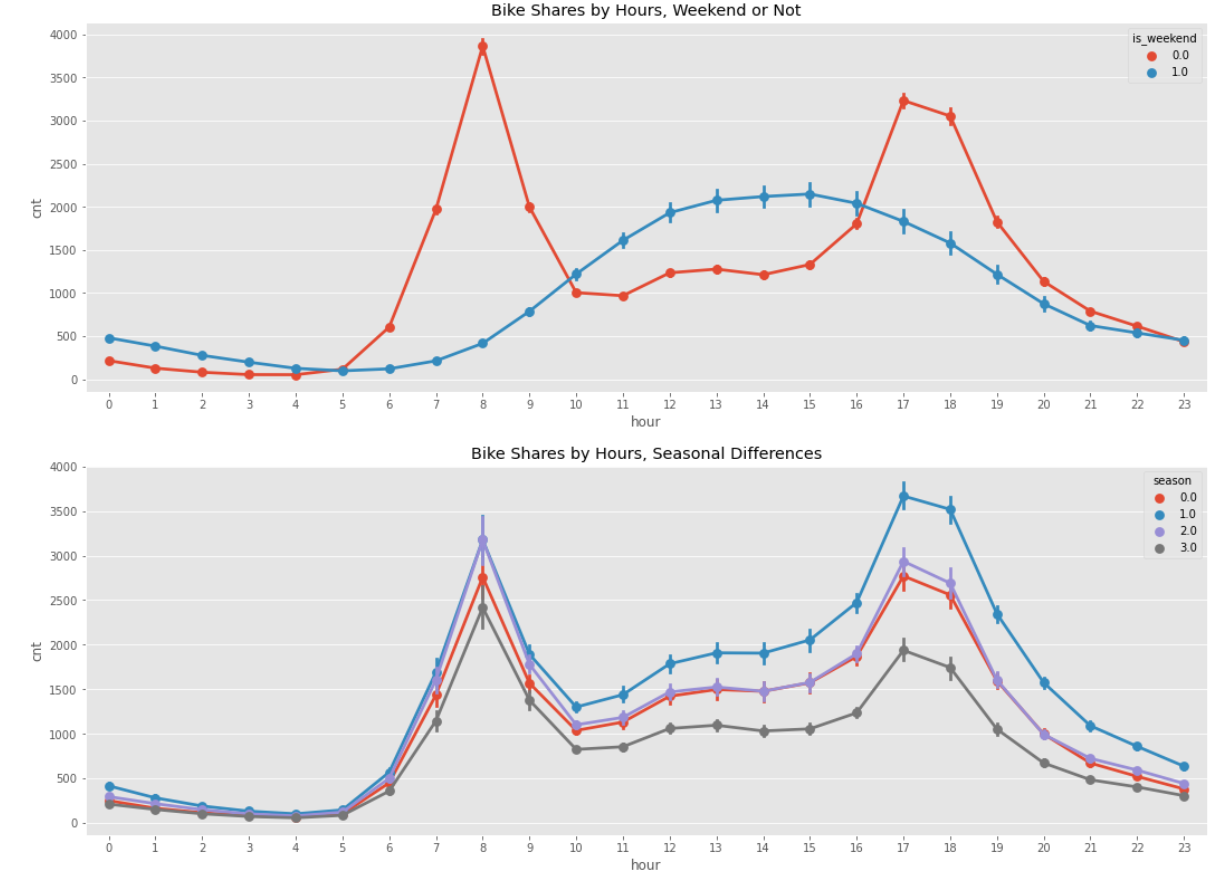 Bike Shares by Hours, Weekend or Not
4000
3500
3000
2500
2000
1500
1000
500
0
cnt
is_weekend
0.0
1.0
0 1 2 3 4 5 6 7 8 9 10 11 12 13 14 15 16 17 18 19 20 21 22 23
hour
Bike Shares by Hours, Seasonal Differences
4000
3500
3000
2500
2000
1500
1000
500
0
cnt
season
0.0
1.0
2.0
3.0
0 1 2 3 4 5 6 7 8 9 10 11 12 13 14 15 16 17 18 19 20 21 22 23
hour